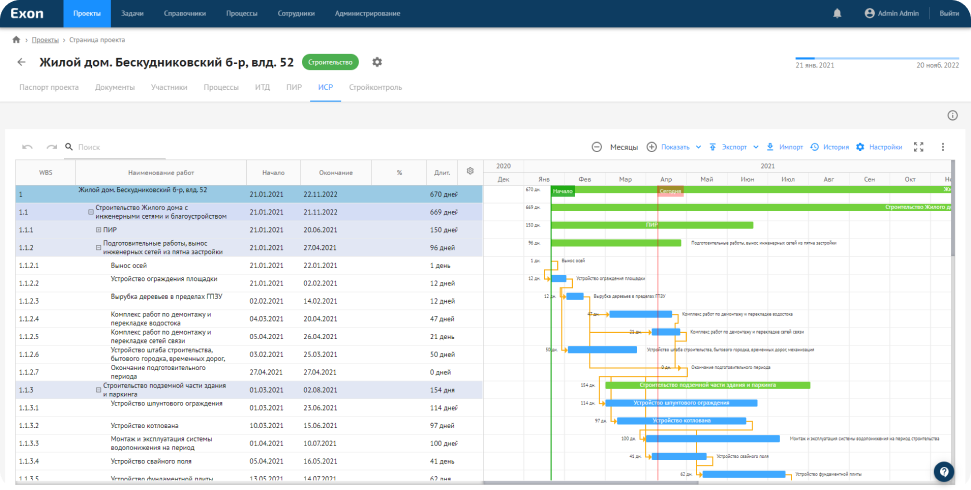 Exon Проекты Задачи Справочники Процессы Сотрудники Администрирование Admin Admin Выйти
Проекты › Страница проекта
Жилой дом. Бескудниковский б-р, влд. 52 Строительство
21 янв. 2021 20 нояб. 2022
Паспорт проекта Документы Участники Процессы ИТД ПИР ИСР Стройконтроль
Поиск Месяцы Показать Экспорт Импорт История Настройки
WBS Наименование работ Начало Окончание % Длит.
2020 2021
Дек Янв Фев Мар Апр Май Июн Июл Авг Сен Окт
1 Жилой дом. Бескудниковский б-р, влд. 52 21.01.2021 22.11.2022 670 дней
1.1 Строительство Жилого дома с
инженерными сетями и благоустройством 21.01.2021 21.11.2022 669 дней
1.1.1 ПИР 21.01.2021 20.06.2021 150 дней
1.1.2 Подготовительные работы, вынос
инженерных сетей из пятна застройки 21.01.2021 27.04.2021 96 дней
1.1.2.1 Вынос осей 21.01.2021 22.01.2021 1 день
1.1.2.2 Устройство ограждения площадки 21.01.2021 02.02.2021 12 дней
1.1.2.3 Вырубка деревьев в пределах ГПЗУ 02.02.2021 14.02.2021 12 дней
1.1.2.4 Комплекс работ по демонтажу и
перекладке водостока 04.03.2021 20.04.2021 47 дней
1.1.2.5 Комплекс работ по демонтажу и
перекладке сетей связи 05.04.2021 26.04.2021 21 день
1.1.2.6 Устройство штаба строительства,
бытового городка, временных дорог, 03.02.2021 25.03.2021 50 дней
1.1.2.7 Окончание подготовительного
периода 27.04.2021 27.04.2021 0 дней
1.1.3 Строительство подземной части здания
и паркинга 01.03.2021 02.08.2021 154 дня
1.1.3.1 Устройство шпунтового ограждения 01.03.2021 23.06.2021 114 дней
1.1.3.2 Устройство котлована 10.03.2021 15.06.2021 97 дней
1.1.3.3 Монтаж и эксплуатация системы
водопонижения на период 01.04.2021 10.07.2021 100 дней
1.1.3.4 Устройство свайного поля 05.04.2021 16.05.2021 41 день
1.1.3.5 Устройство фундаментной плиты 13.05.2021 14.07.2021 62 дня
670 дн. Начало Сегодня
669 дн. Строительство Жилого д
150 дн. ПИР
96 дн. Подготовительные работы, вынос инженерных сетей из пятна застройки
1 дн. Вынос осей
12 дн. Устройство ограждения площадки
12 дн. Вырубка деревьев в пределах ГПЗУ
47 дн. Комплекс работ по демонтажу и перекладке водостока
21 дн. Комплекс работ по демонтажу и перекладке сетей связи
50 дн. Устройство штаба строительства, бытового городка, временных дорог, механизация
0 дн. Окончание подготовительного периода
154 дн. Строительство подземной части здания и паркинга
114 дн. Устройство шпунтового ограждения
97 дн. Устройство котлована
100 дн. Монтаж и эксплуатация системы водопонижения на период строительства
41 дн. Устройство свайного поля
62 дн. Устройство фундаментной плиты